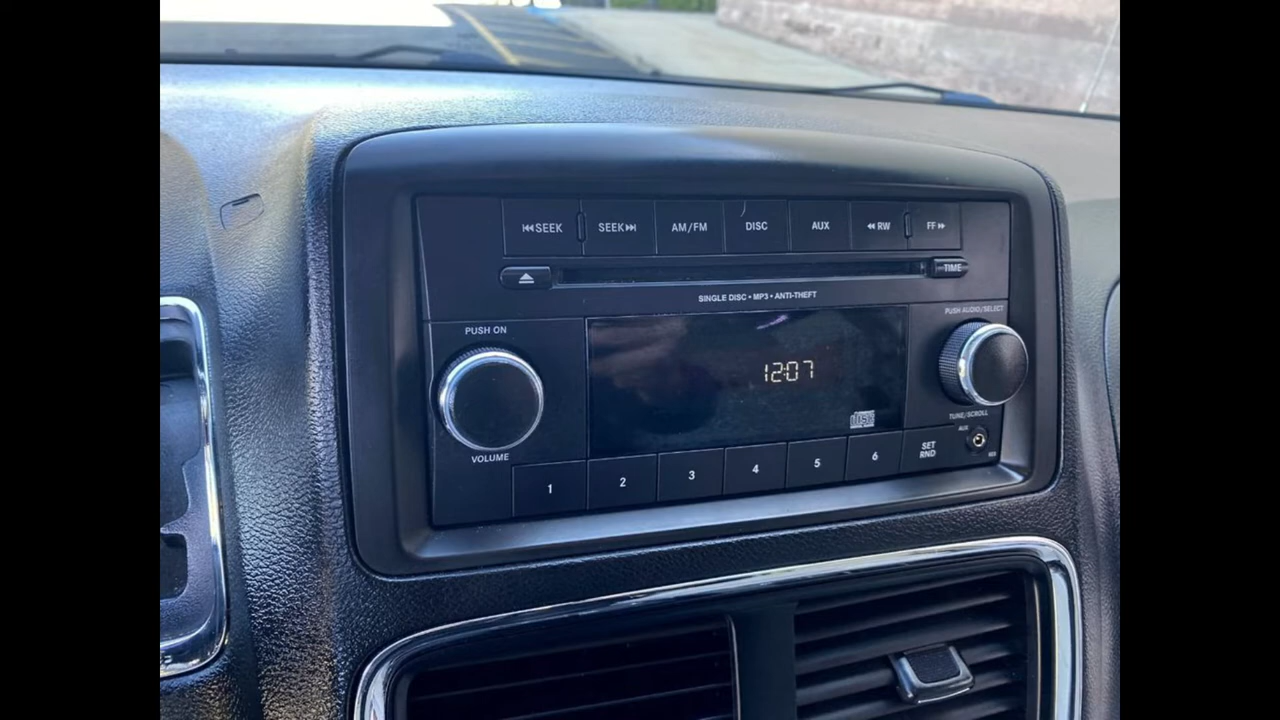 ⏮SEEK SEEK⏭ AM/FM DISC AUX ◀◀RW FF▶▶
TIME
SINGLE DISC • MP3 • ANTI-THEFT
PUSH ON
PUSH AUDIO/SELECT
12:07
VOLUME
TUNE/SCROLL
AUX
1 2 3 4 5 6 SET RND